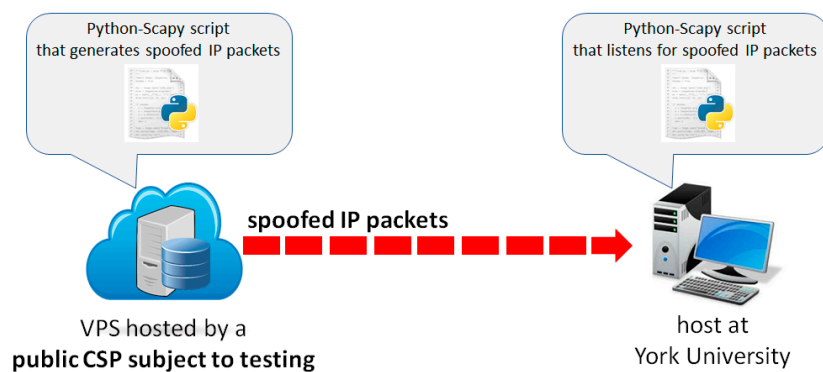 Python-Scapy script
that generates spoofed IP packets
Python-Scapy script
that listens for spoofed IP packets
spoofed IP packets
VPS hosted by a
public CSP subject to testing
host at
York University